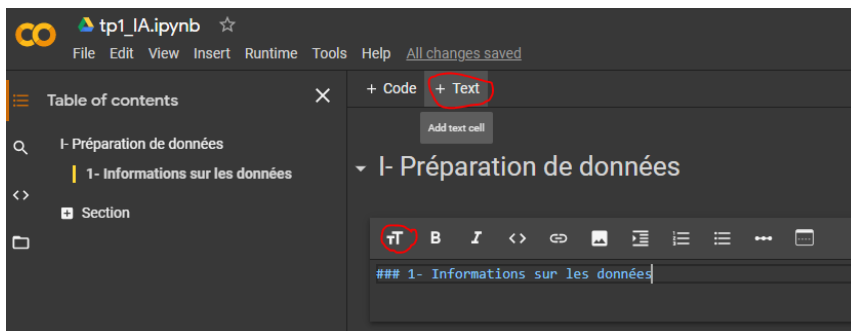 tp1_IA.ipynb
File Edit View Insert Runtime Tools Help All changes saved
Table of contents
I- Préparation de données
1- Informations sur les données
Section
+ Code + Text
Add text cell
I- Préparation de données
### 1- Informations sur les données